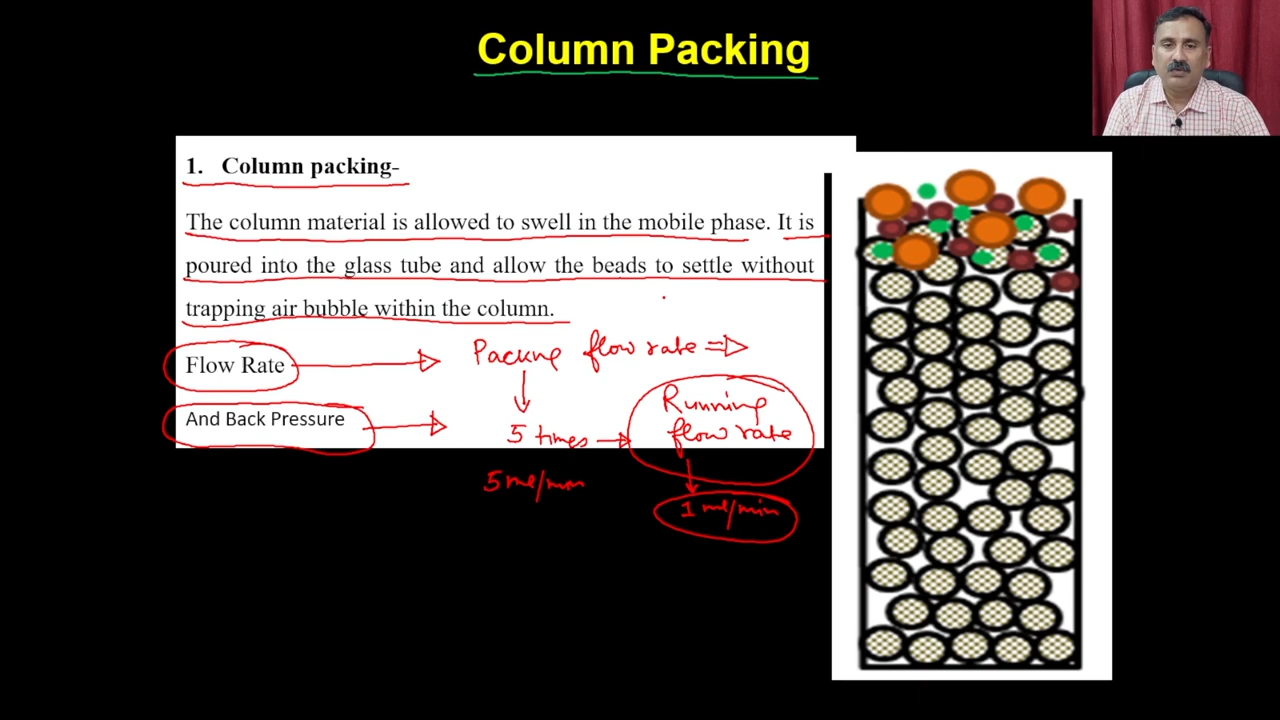 Column Packing
1. Column packing-
The column material is allowed to swell in the mobile phase. It is
poured into the glass tube and allow the beads to settle without
trapping air bubble within the column.
Flow Rate
Packing flow rate =>
And Back Pressure
5 times
Running
flow rate
5 ml/min
1 ml/min